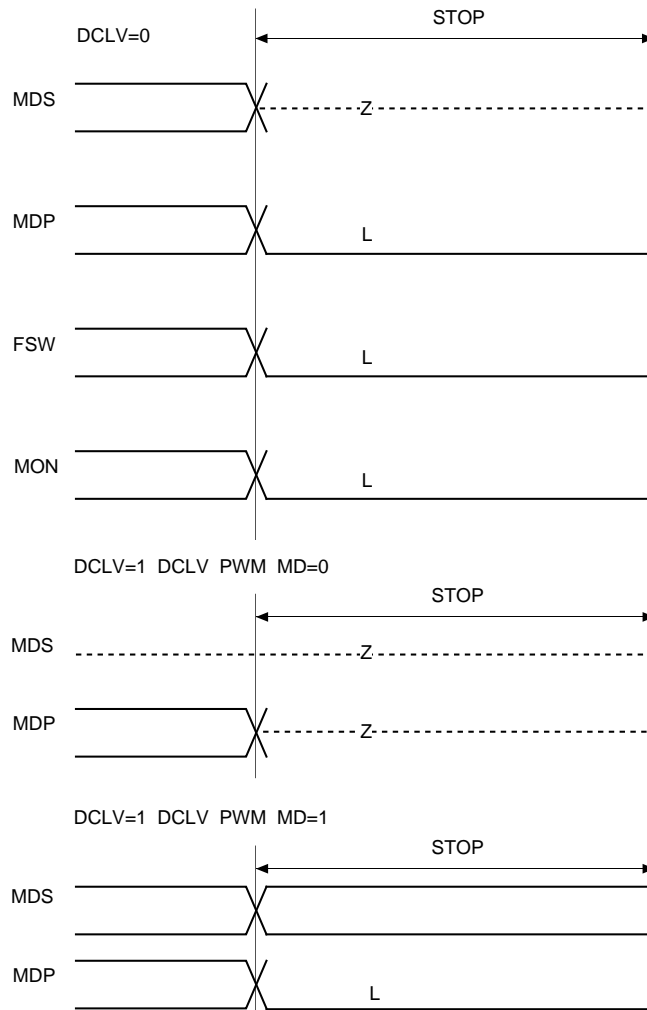 STOP
DCLV=0
MDS
Z
MDP
L
FSW
L
MON
L
DCLV=1 DCLV PWM MD=0
STOP
MDS
Z
MDP
Z
DCLV=1 DCLV PWM MD=1
STOP
MDS
MDP
L